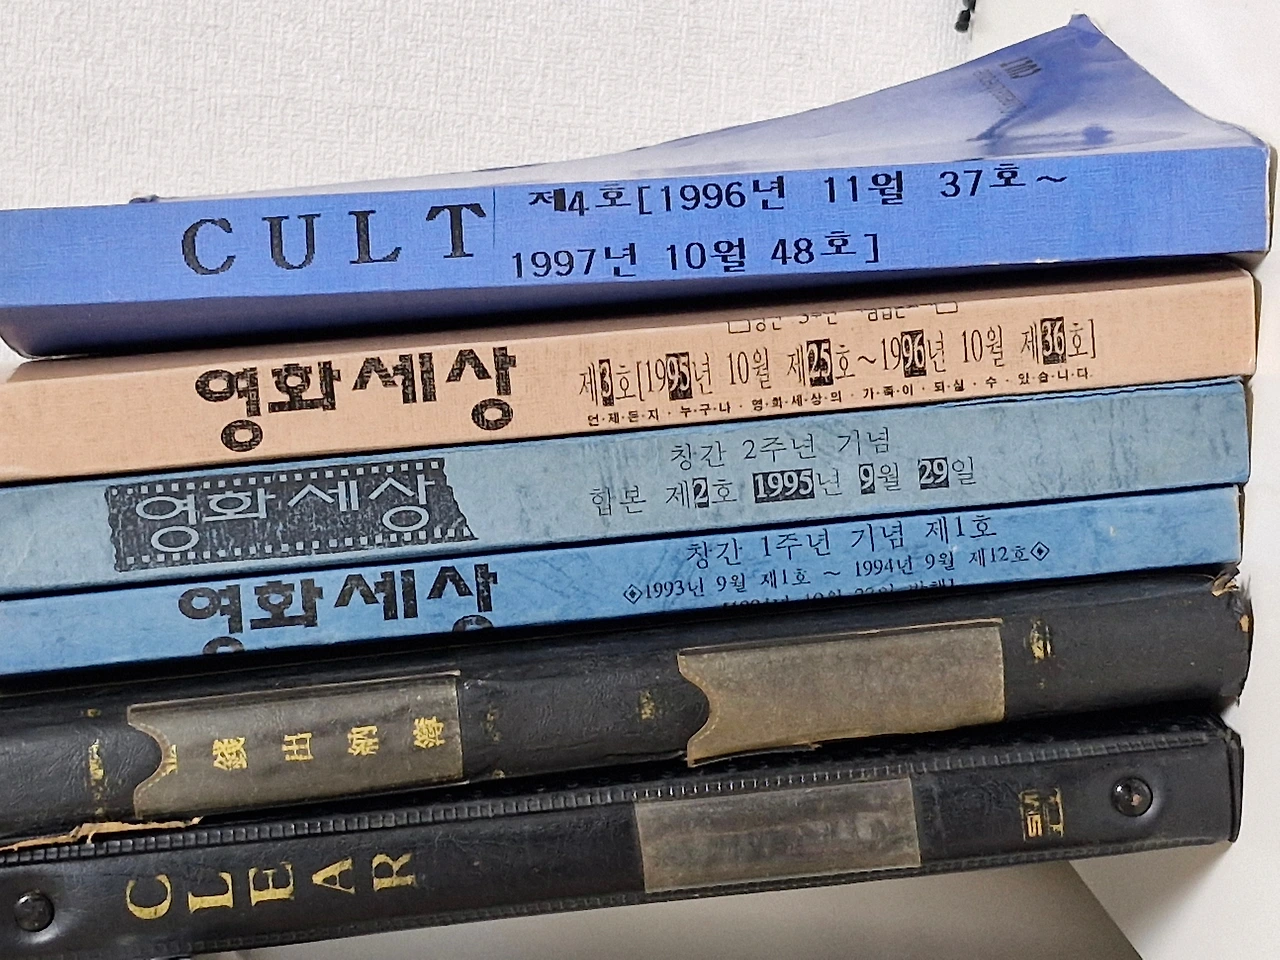 CULT
제4호[1996년 11월 37호~
1997년 10월 48호]
영화세상
제3호[1995년 10월 제25호~1996년 10월 제36호]
언·제·든·지·누·구·나·영·화·세·상·의·가·족·이·되·실·수·있·습·니·다.
영화세상
창간 2주년 기념
합본 제2호 1995년 9월 29일
영화세상
창간 1주년 기념 제1호
◈1993년 9월 제1호 ~ 1994년 9월 제12호◈
錢出納簿
CLEAR